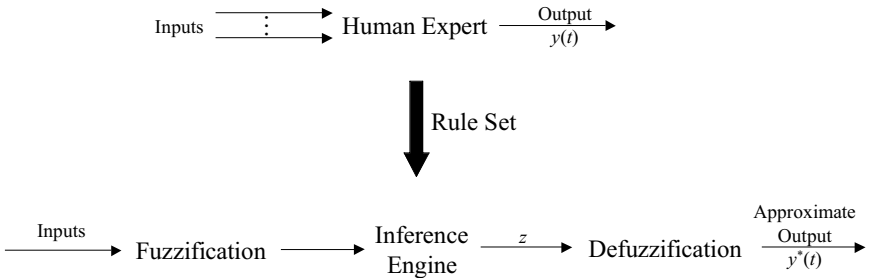 Inputs
⋮
Human Expert
Output
y(t)
Rule Set
Inputs
Fuzzification
Inference
Engine
z
Defuzzification
Approximate
Output
y*(t)